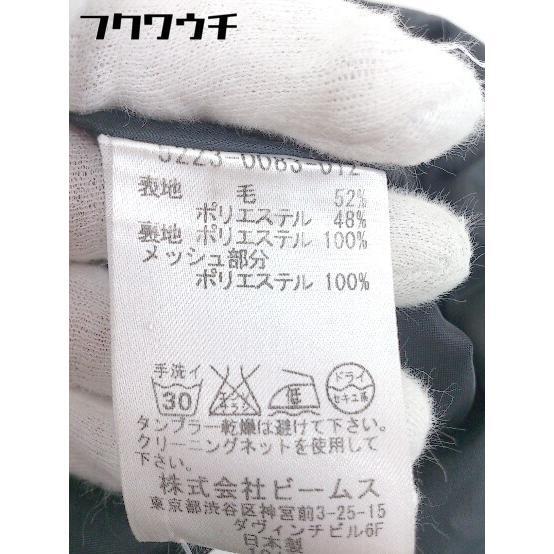 フクワウチ
5223-0083-012
表地 毛 52%
ポリエステル 48%
裏地 ポリエステル 100%
メッシュ部分
ポリエステル 100%
手洗イ
30
エンソ
低
ドライ
セキユ系
タンブラー乾燥は避けて下さい。
クリーニングネットを使用して
下さい。
株式会社ビームス
東京都渋谷区神宮前3-25-15
ダヴィンチビル6F
日本製